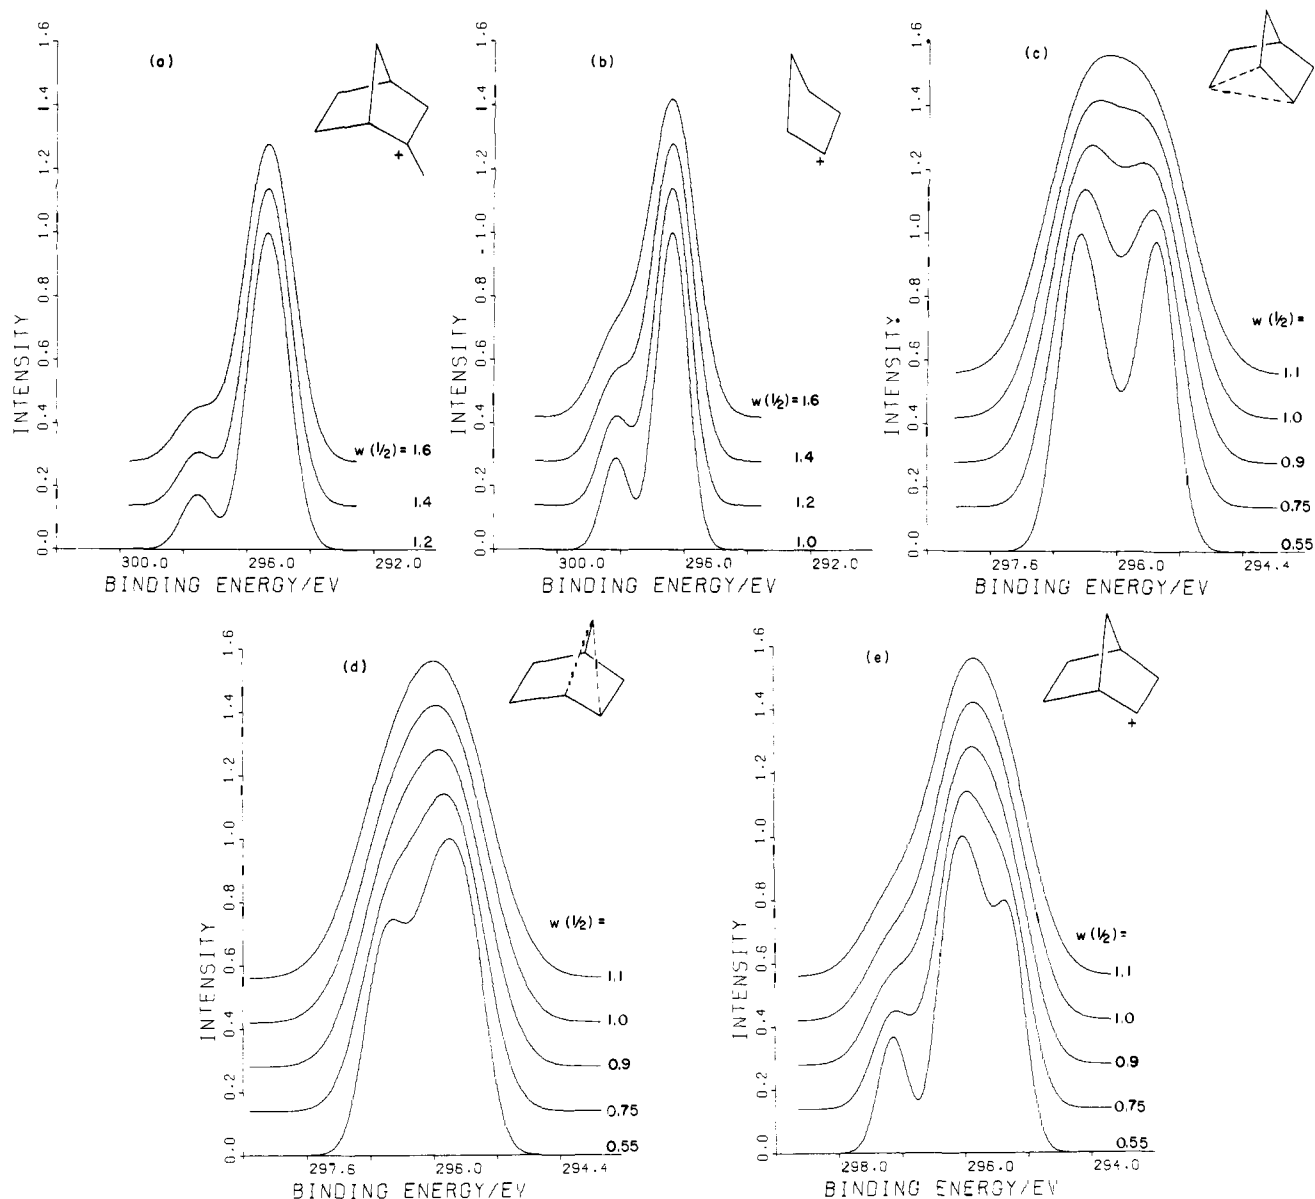 (a)
1.6
1.4
1.2
1.0
0.8
0.6
0.4
0.2
0.0
INTENSITY
+
w(1/2) = 1.6
1.4
1.2
300.0 296.0 292.0
BINDING ENERGY/EV
(b)
1.6
1.4
1.2
1.0
0.8
0.6
0.4
0.2
0.0
INTENSITY
+
w(1/2) = 1.6
1.4
1.2
1.0
300.0 296.0 292.0
BINDING ENERGY/EV
(c)
1.6
1.4
1.2
1.0
0.8
0.6
0.4
0.2
0.0
INTENSITY
w(1/2) =
1.1
1.0
0.9
0.75
0.55
297.6 296.0 294.4
BINDING ENERGY/EV
(d)
1.6
1.4
1.2
1.0
0.8
0.6
0.4
0.2
0.0
INTENSITY
w(1/2) =
1.1
1.0
0.9
0.75
0.55
297.6 296.0 294.4
BINDING ENERGY/EV
(e)
1.6
1.4
1.2
1.0
0.8
0.6
0.4
0.2
0.0
INTENSITY
+
w(1/2) =
1.1
1.0
0.9
0.75
0.55
298.0 296.0 294.0
BINDING ENERGY/EV